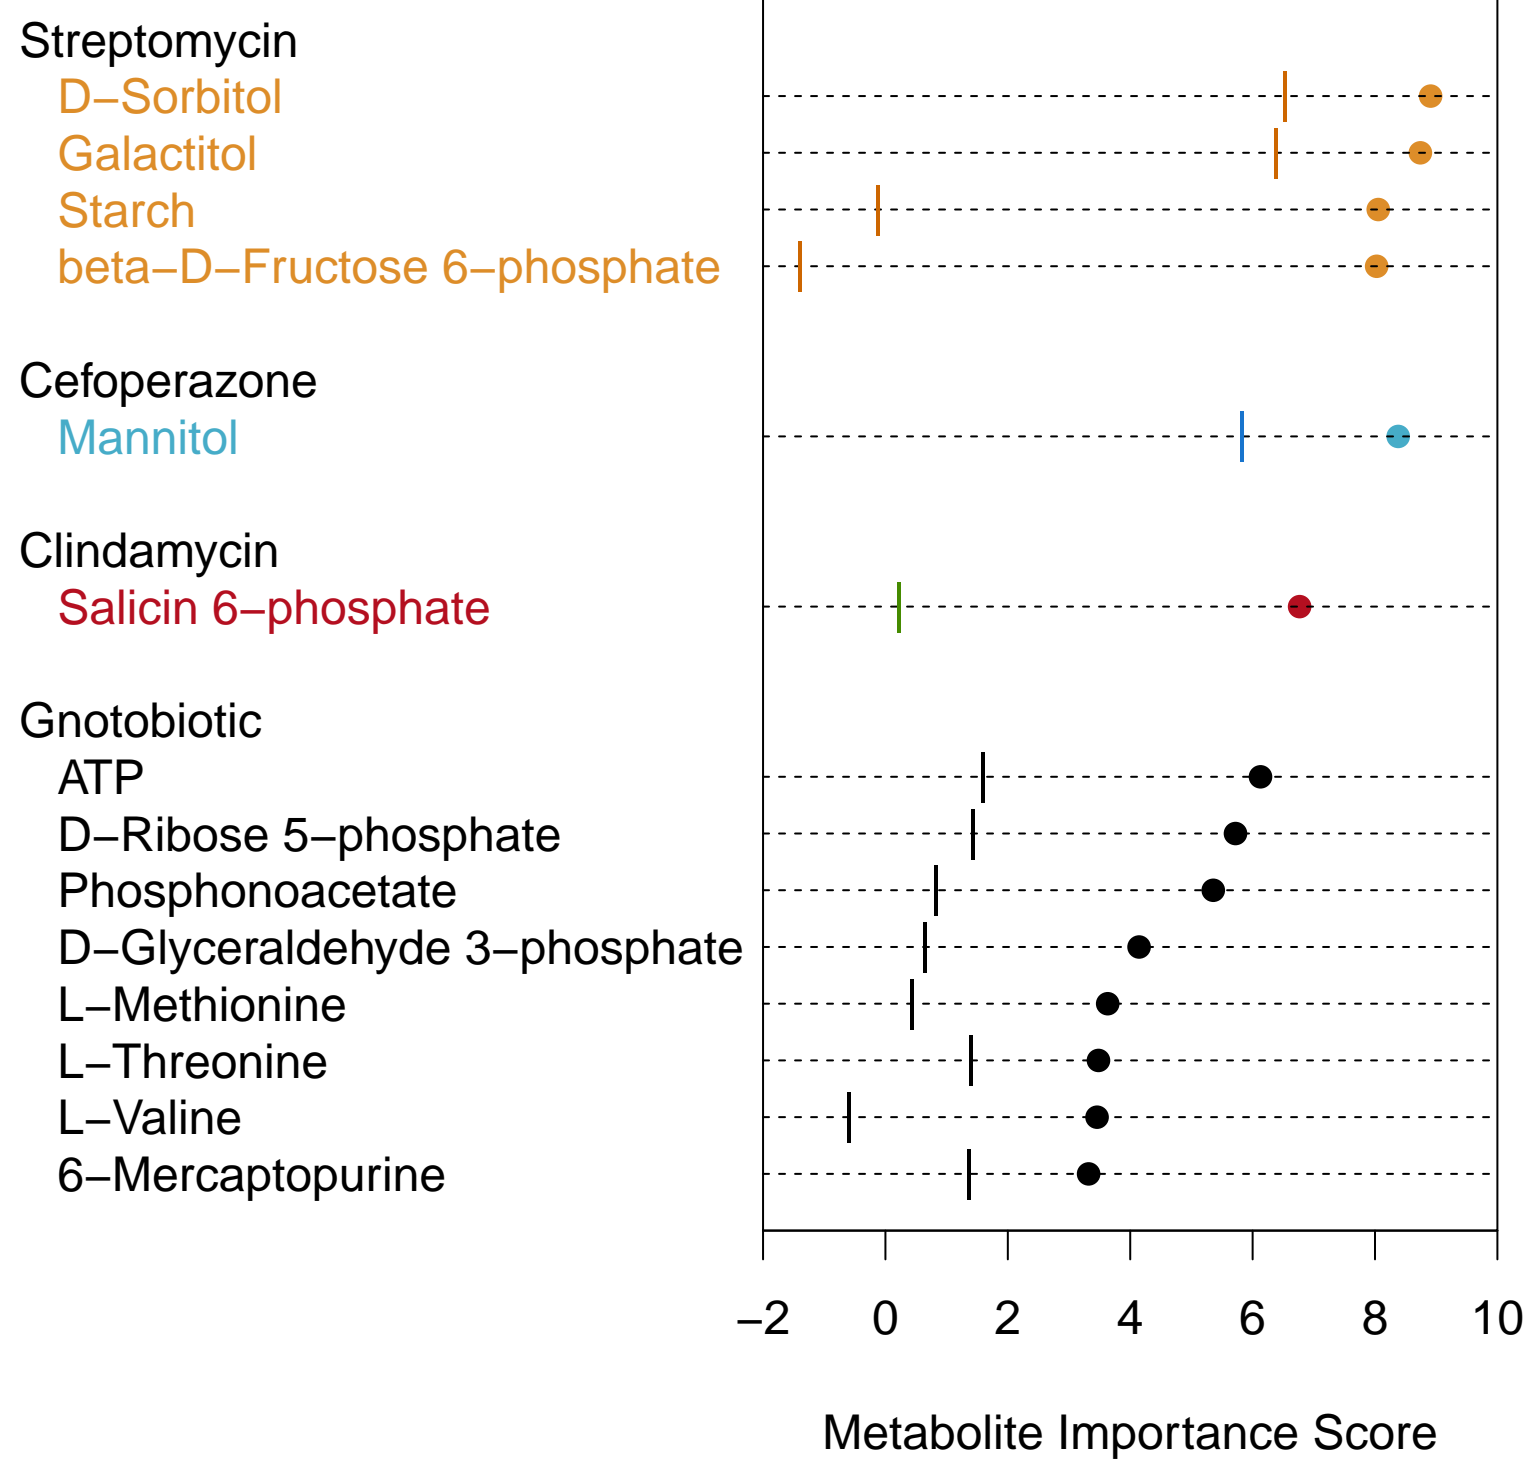 Streptomycin
D−Sorbitol
Galactitol
Starch
beta−D−Fructose 6−phosphate
Cefoperazone
Mannitol
Clindamycin
Salicin 6−phosphate
Gnotobiotic
ATP
D−Ribose 5−phosphate
Phosphonoacetate
D−Glyceraldehyde 3−phosphate
L−Methionine
L−Threonine
L−Valine
6−Mercaptopurine
−2 0 2 4 6 8 10
Metabolite Importance Score